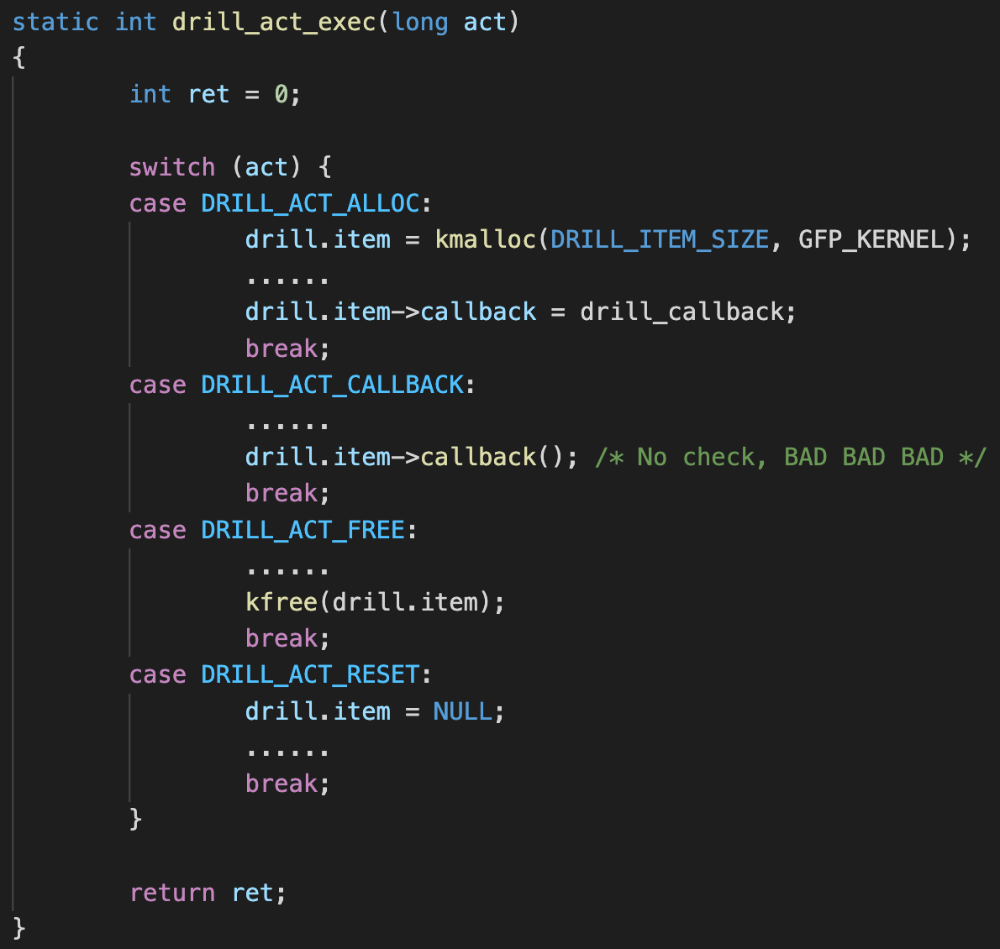 static int drill_act_exec(long act)
{
        int ret = 0;

        switch (act) {
        case DRILL_ACT_ALLOC:
                drill.item = kmalloc(DRILL_ITEM_SIZE, GFP_KERNEL);
                ......
                drill.item->callback = drill_callback;
                break;
        case DRILL_ACT_CALLBACK:
                ......
                drill.item->callback(); /* No check, BAD BAD BAD */
                break;
        case DRILL_ACT_FREE:
                ......
                kfree(drill.item);
                break;
        case DRILL_ACT_RESET:
                drill.item = NULL;
                ......
                break;
        }

        return ret;
}